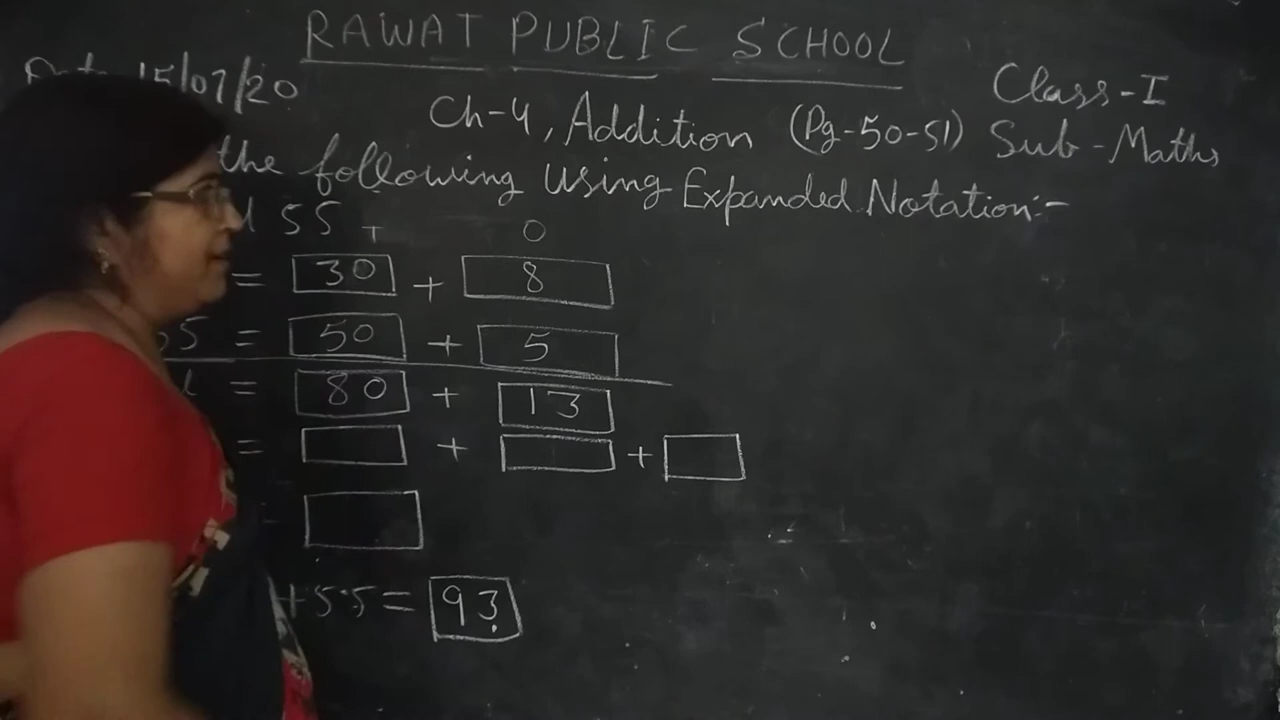 RAWAT PUBLIC SCHOOL
15/07/20
Class-I
Ch-4, Addition (Pg-50-51) Sub-Maths
the following using Expanded Notation:-
55
T O
= 30 + 8
55 = 50 + 5
= 80 + 13
= + +
+55= 93